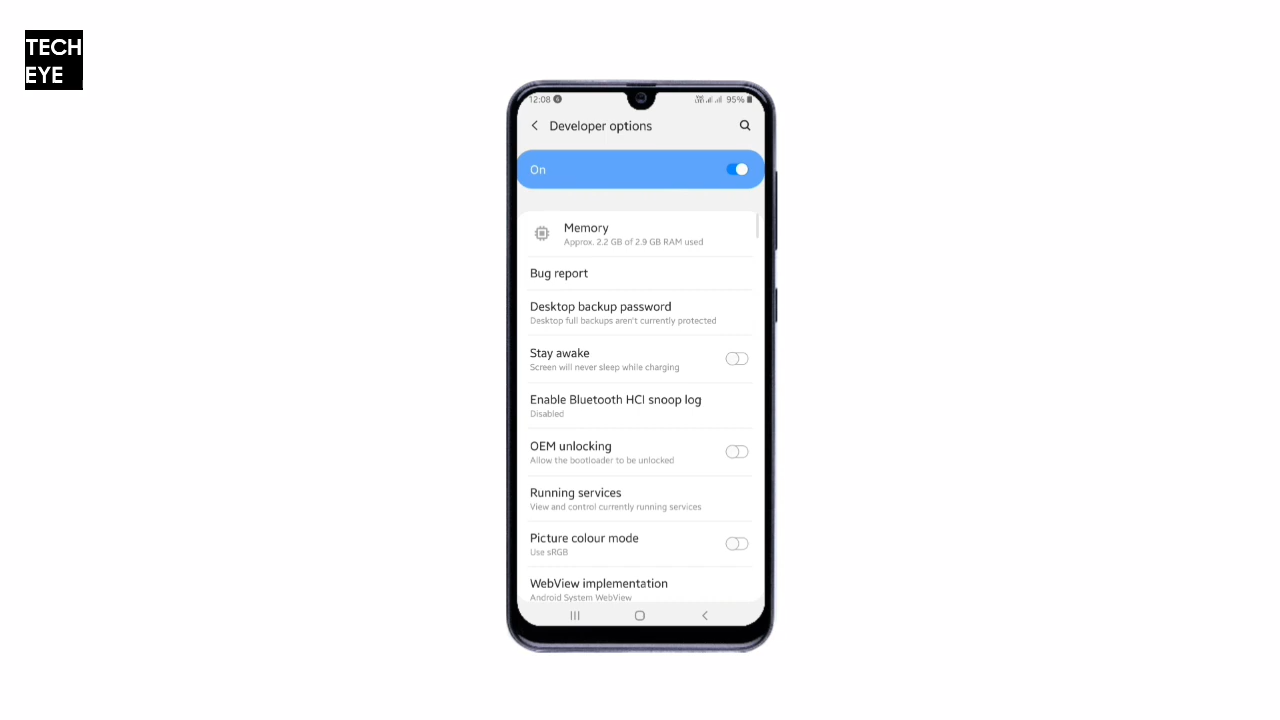 TECH
EYE
12:08
95%
Developer options
On
Memory
Approx. 2.2 GB of 2.9 GB RAM used
Bug report
Desktop backup password
Desktop full backups aren't currently protected
Stay awake
Screen will never sleep while charging
Enable Bluetooth HCI snoop log
Disabled
OEM unlocking
Allow the bootloader to be unlocked
Running services
View and control currently running services
Picture colour mode
Use sRGB
WebView implementation
Android System WebView